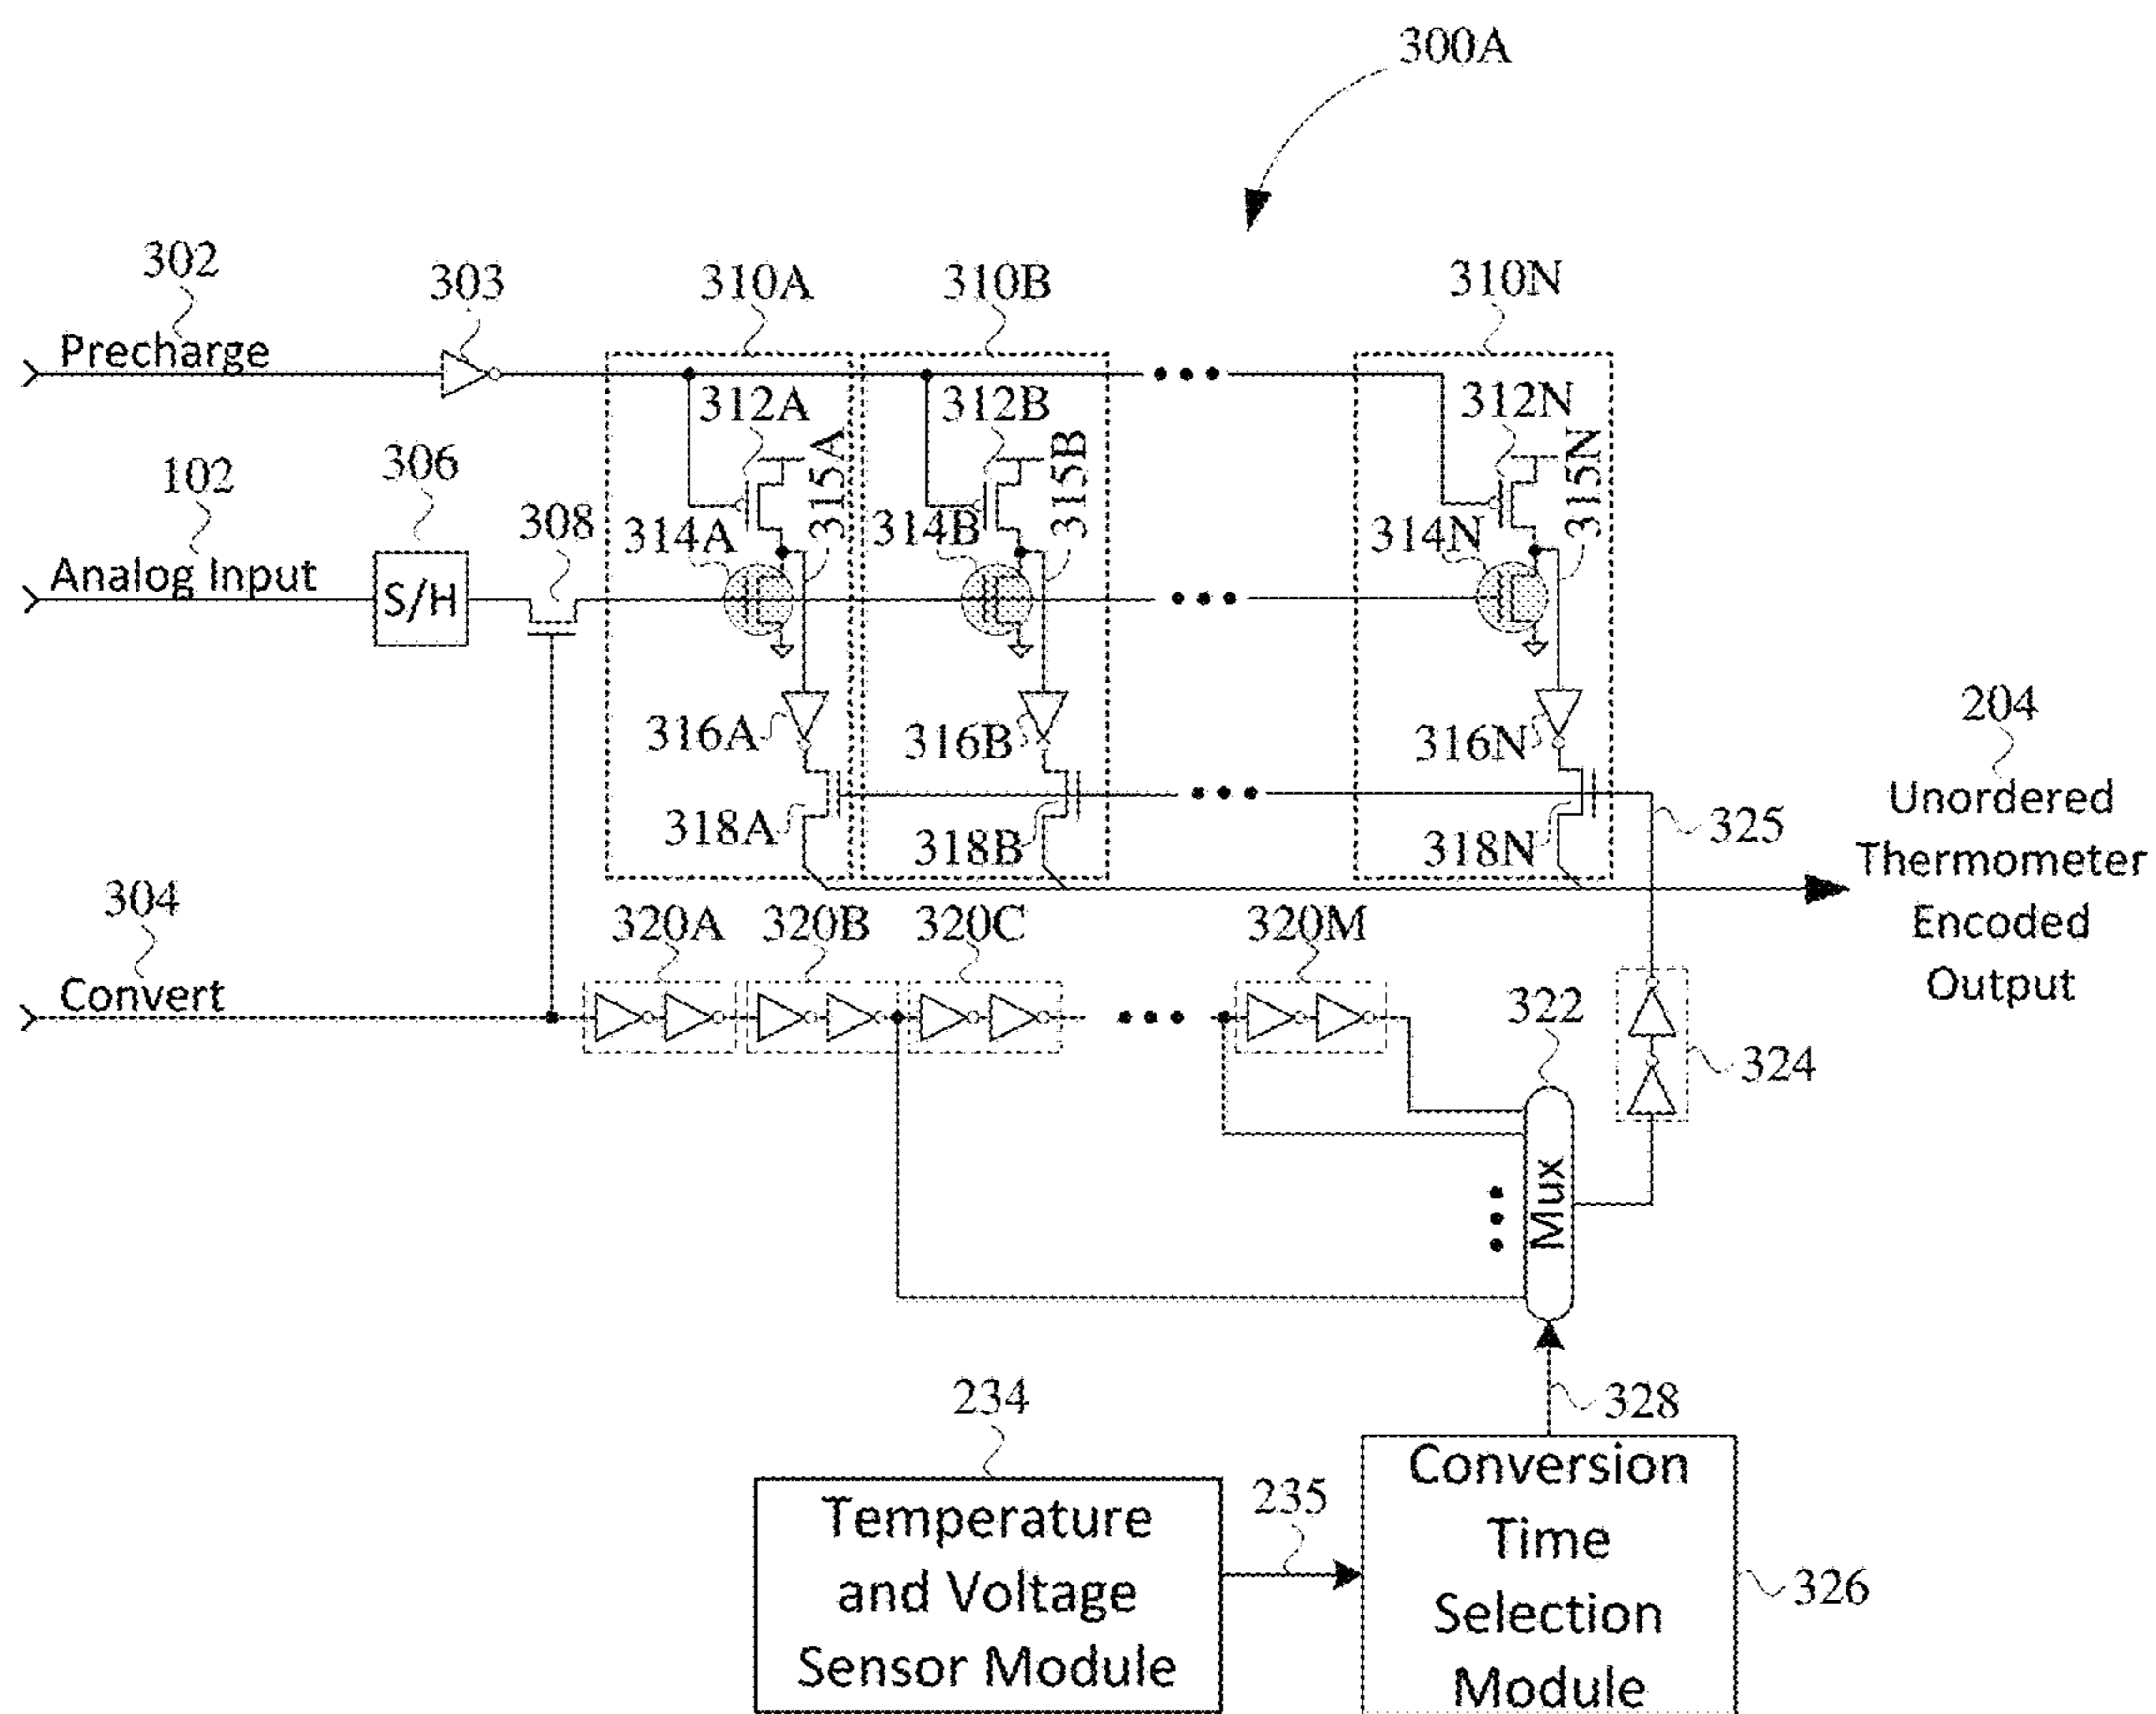 300A
302
303
310A
310B
310N
Precharge
312A
312B
312N
315A
315B
315N
102
306
308
314A
314B
314N
Analog Input
S/H
316A
316B
316N
318A
318B
318N
325
204
Unordered
Thermometer
Encoded
Output
304
Convert
320A
320B
320C
320M
322
324
Mux
328
234
Temperature
and Voltage
Sensor Module
235
Conversion
Time
Selection
Module
326